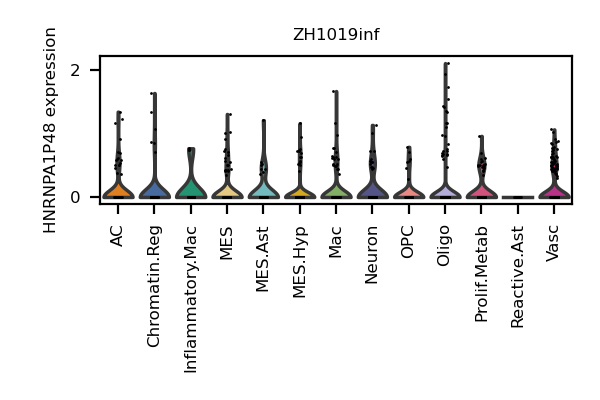 ZH1019inf
HNRNPA1P48 expression
2
0
AC
Chromatin.Reg
Inflammatory.Mac
MES
MES.Ast
MES.Hyp
Mac
Neuron
OPC
Oligo
Prolif.Metab
Reactive.Ast
Vasc